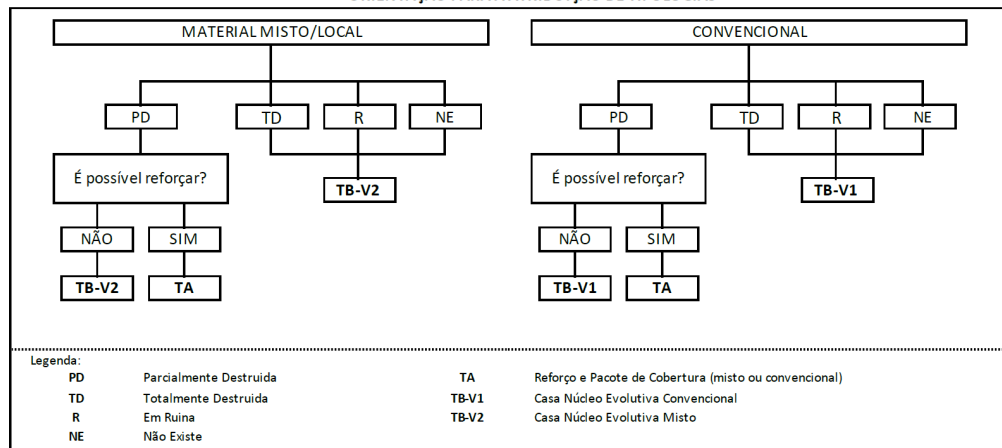 MATERIAL MISTO/LOCAL
CONVENCIONAL
PD
TD
R
NE
PD
TD
R
NE
É possível reforçar?
TB-V2
É possível reforçar?
TB-V1
NÃO
SIM
NÃO
SIM
TB-V2
TA
TB-V1
TA
Legenda:
PD Parcialmente Destruida
TA Reforço e Pacote de Cobertura (misto ou convencional)
TD Totalmente Destruida
TB-V1 Casa Núcleo Evolutiva Convencional
R Em Ruina
TB-V2 Casa Núcleo Evolutiva Misto
NE Não Existe